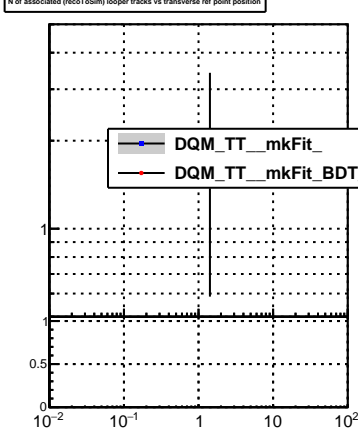 N of associated (recoToSim) looper tracks vs transverse ref point position
DQM_TT__mkFit_
DQM_TT__mkFit_BDT
1
1
0.5
0
10−2 10−1 1 10 102